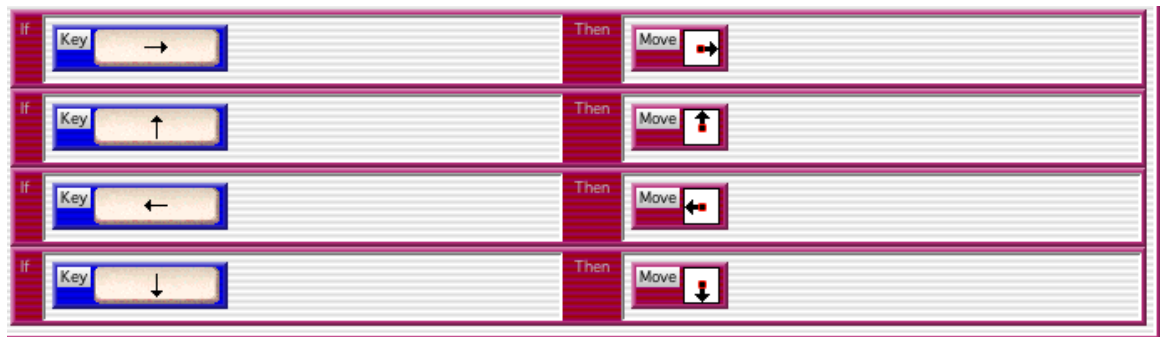 If Key → Then Move
If Key ↑ Then Move
If Key ← Then Move
If Key ↓ Then Move